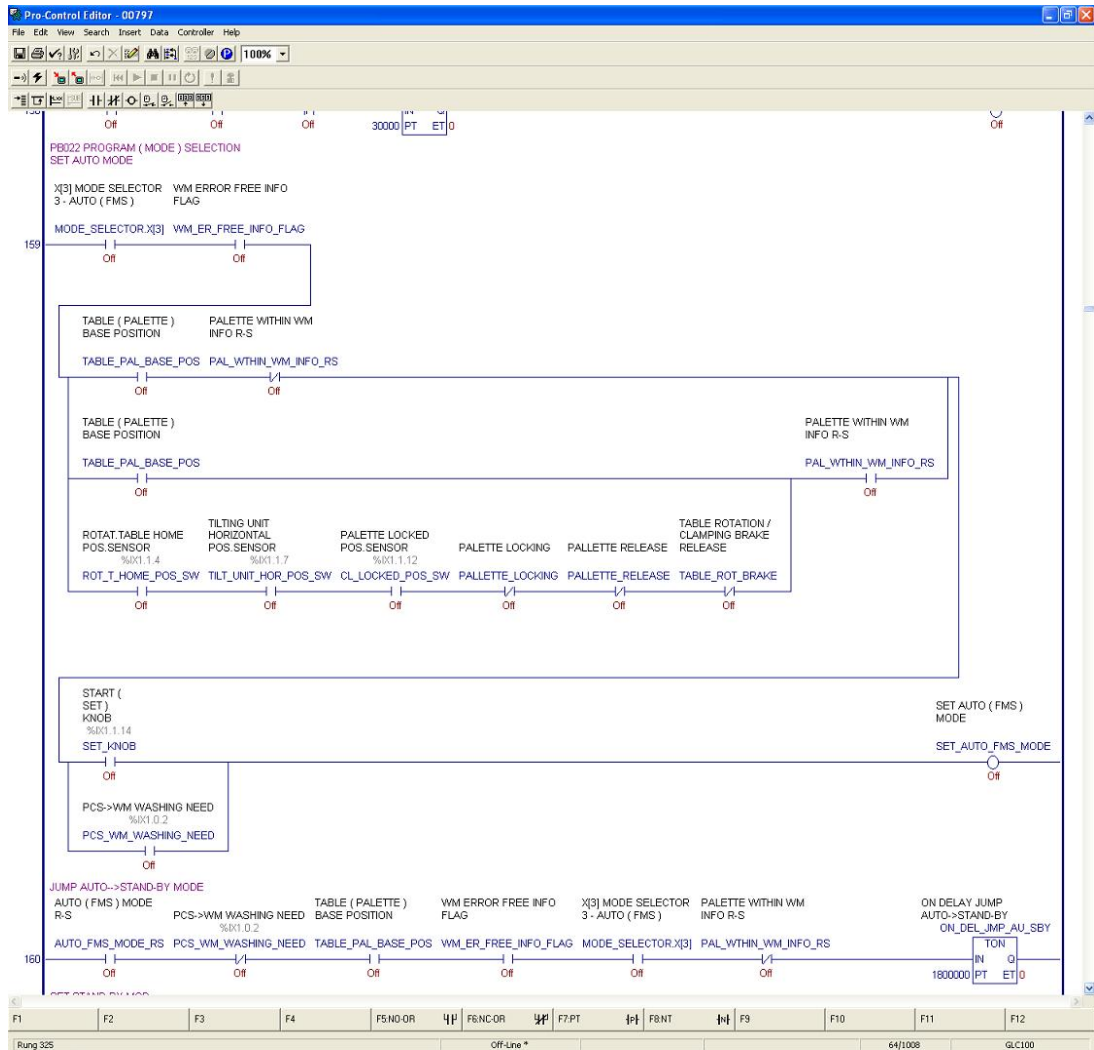 Pro-Control Editor - 00797
File Edit View Search Insert Data Controller Help
100%
Off Off Off 30000 PT ET 0 Off
PB022 PROGRAM ( MODE ) SELECTION
SET AUTO MODE
X[3] MODE SELECTOR WM ERROR FREE INFO
3 - AUTO ( FMS ) FLAG
MODE_SELECTOR.X[3] WM_ER_FREE_INFO_FLAG
159
Off Off
TABLE ( PALETTE ) PALETTE WITHIN WM
BASE POSITION INFO R-S
TABLE_PAL_BASE_POS PAL_WTHIN_WM_INFO_RS
Off Off
TABLE ( PALETTE ) PALETTE WITHIN WM
BASE POSITION INFO R-S
TABLE_PAL_BASE_POS PAL_WTHIN_WM_INFO_RS
Off Off
TILTING UNIT TABLE ROTATION /
ROTAT.TABLE HOME HORIZONTAL PALETTE LOCKED CLAMPING BRAKE
POS.SENSOR POS.SENSOR POS.SENSOR PALETTE LOCKING PALLETTE RELEASE RELEASE
%IX1.1.4 %IX1.1.7 %IX1.1.12
ROT_T_HOME_POS_SW TILT_UNIT_HOR_POS_SW CL_LOCKED_POS_SW PALLETTE_LOCKING PALLETTE_RELEASE TABLE_ROT_BRAKE
Off Off Off Off Off Off
START (
SET ) SET AUTO ( FMS )
KNOB MODE
%IX1.1.14
SET_KNOB SET_AUTO_FMS_MODE
Off Off
PCS->WM WASHING NEED
%IX1.0.2
PCS_WM_WASHING_NEED
Off
JUMP AUTO-->STAND-BY MODE
AUTO ( FMS ) MODE TABLE ( PALETTE ) WM ERROR FREE INFO X[3] MODE SELECTOR PALETTE WITHIN WM ON DELAY JUMP
R-S PCS->WM WASHING NEED BASE POSITION FLAG 3 - AUTO ( FMS ) INFO R-S AUTO->STAND-BY
%IX1.0.2 ON_DEL_JMP_AU_SBY
AUTO_FMS_MODE_RS PCS_WM_WASHING_NEED TABLE_PAL_BASE_POS WM_ER_FREE_INFO_FLAG MODE_SELECTOR.X[3] PAL_WTHIN_WM_INFO_RS TON
160 IN Q
Off Off Off Off Off Off 1800000 PT ET 0
F1 F2 F3 F4 F5:NO-OR F6:NC-OR F7:PT P F8:NT N F9 F10 F11 F12
Rung 325 Off-Line * 64/1008 GLC100